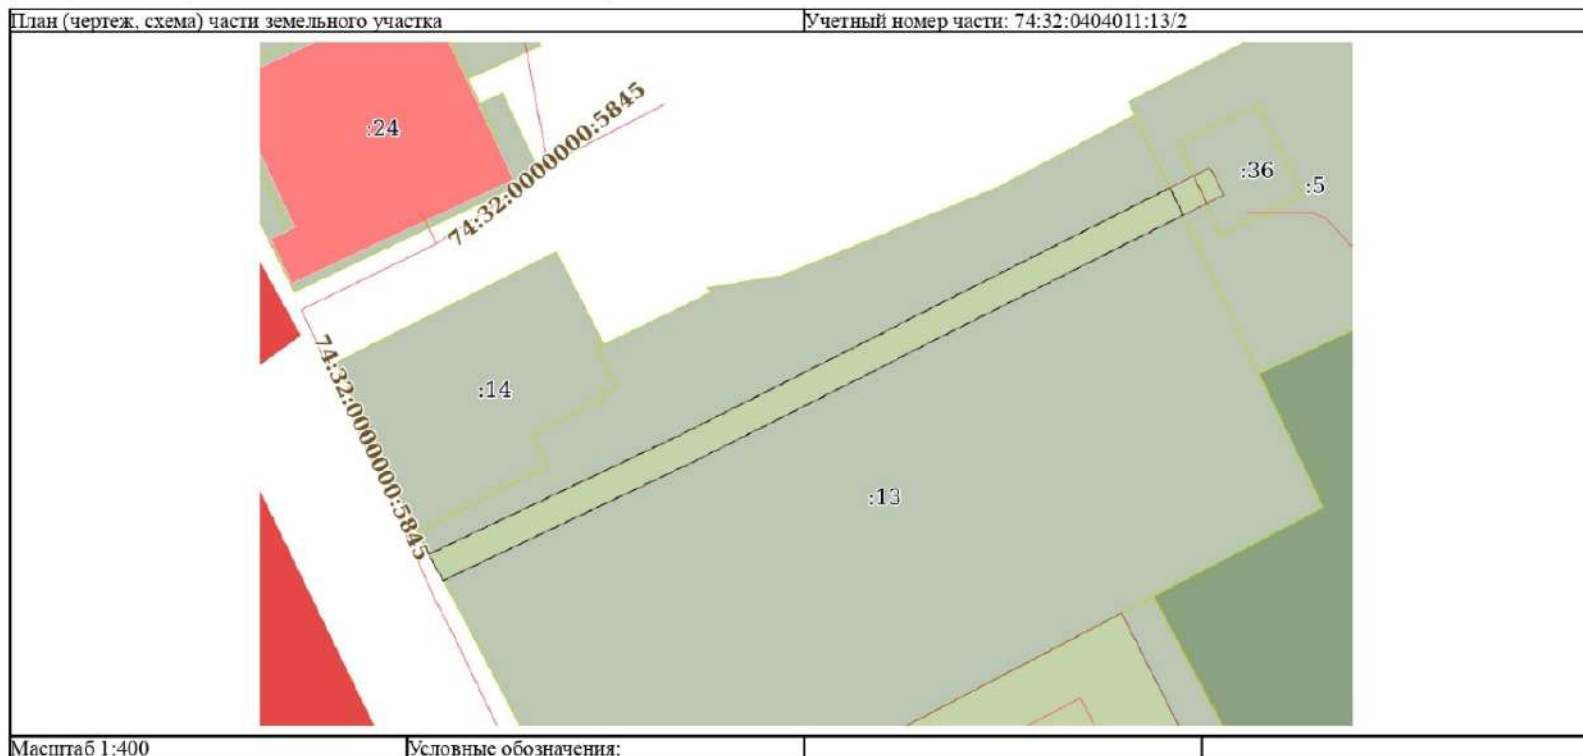 План (чертеж, схема) части земельного участка
Учетный номер части: 74:32:0404011:13/2
:24
74:32:0000000:5845
:36
:5
74:32:0000000:5845
:14
:13
Масштаб 1:400
Условные обозначения: